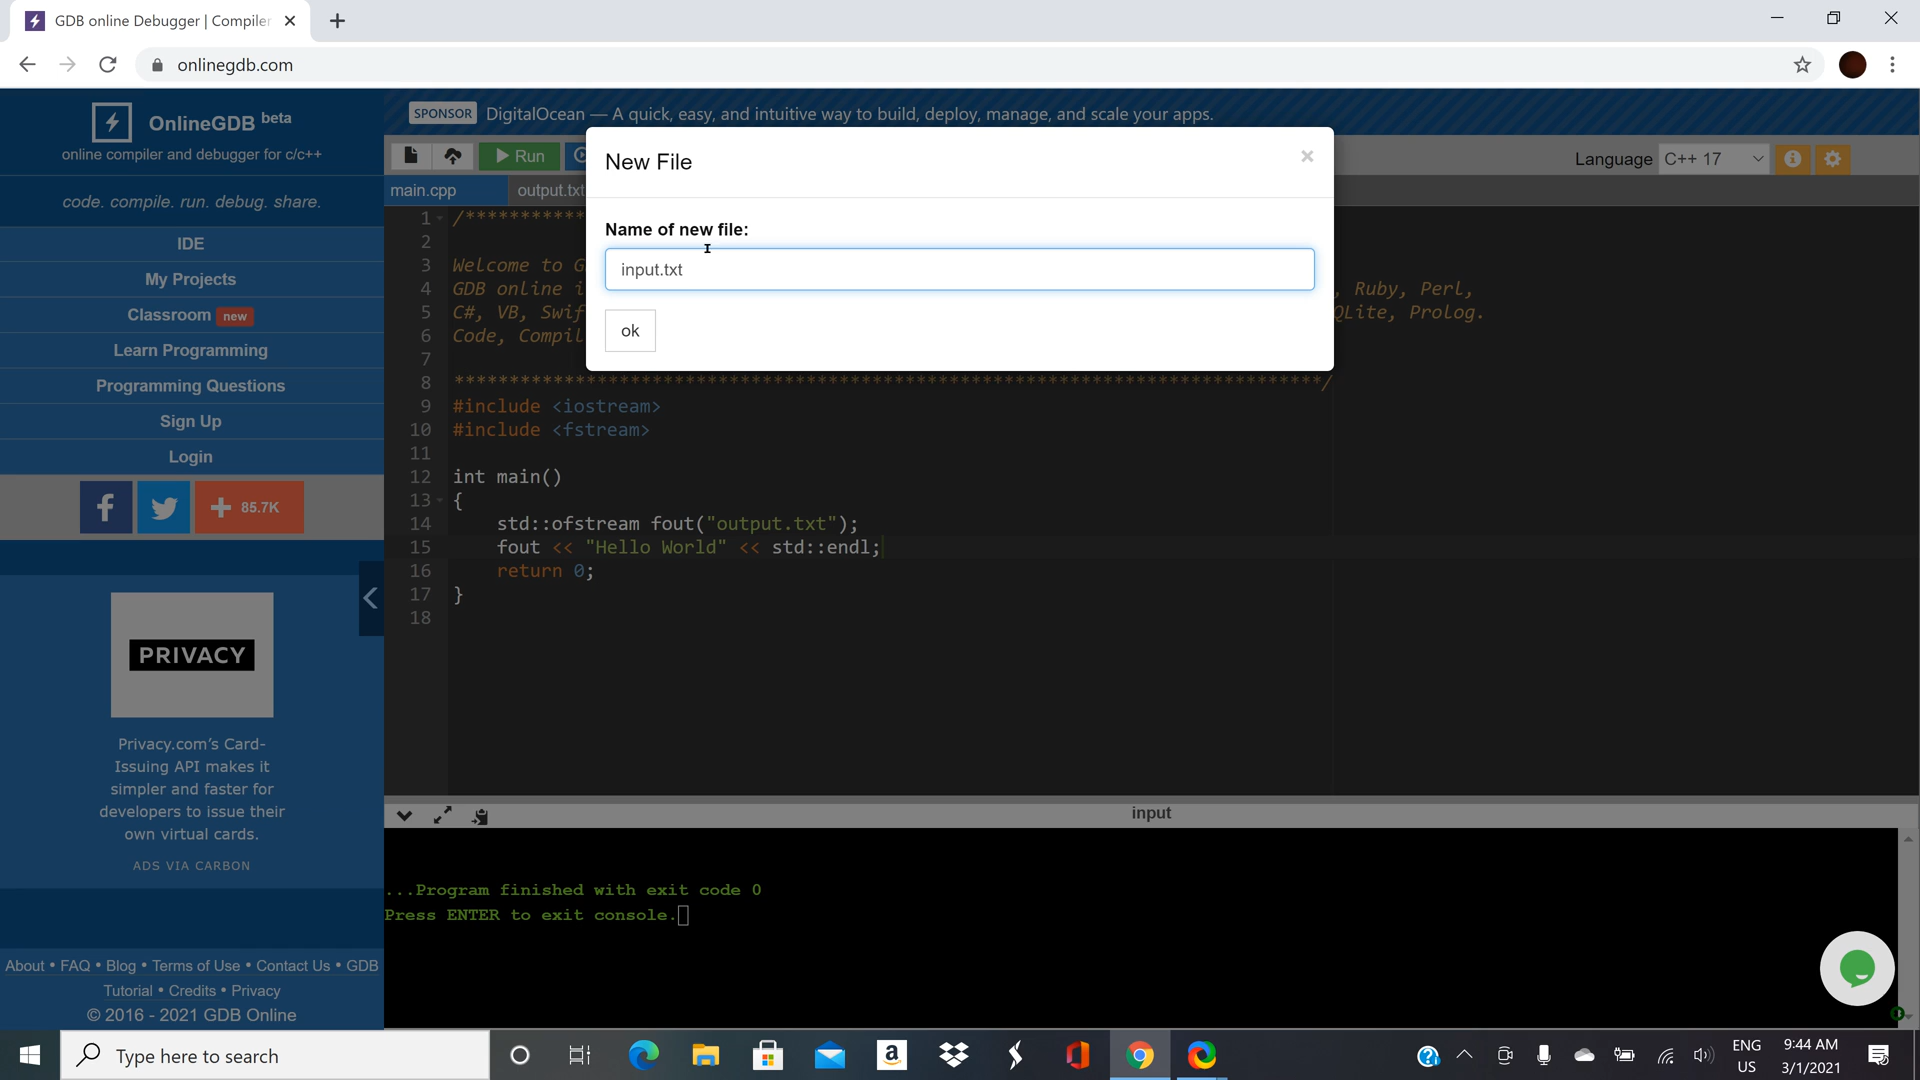 GDB online Debugger | Compiler
onlinegdb.com
OnlineGDB beta
online compiler and debugger for c/c++
code. compile. run. debug. share.
IDE
My Projects
Classroom new
Learn Programming
Programming Questions
Sign Up
Login
85.7K
PRIVACY
Privacy.com's Card-
Issuing API makes it
simpler and faster for
developers to issue their
own virtual cards.
ADS VIA CARBON
About • FAQ • Blog • Terms of Use • Contact Us • GDB
Tutorial • Credits • Privacy
© 2016 - 2021 GDB Online
SPONSOR DigitalOcean — A quick, easy, and intuitive way to build, deploy, manage, and scale your apps.
Run
Language C++ 17
main.cpp
output.txt
New File
×
Name of new file:
input.txt
ok
1 /************
2
3 Welcome to G
4 GDB online i , Ruby, Perl,
5 C#, VB, Swif QLite, Prolog.
6 Code, Compil
7
8 *******************************************************************************/
9 #include <iostream>
10 #include <fstream>
11
12 int main()
13 {
14 std::ofstream fout("output.txt");
15 fout << "Hello World" << std::endl;
16 return 0;
17 }
18
input
...Program finished with exit code 0
Press ENTER to exit console.
Type here to search
ENG
US
9:44 AM
3/1/2021